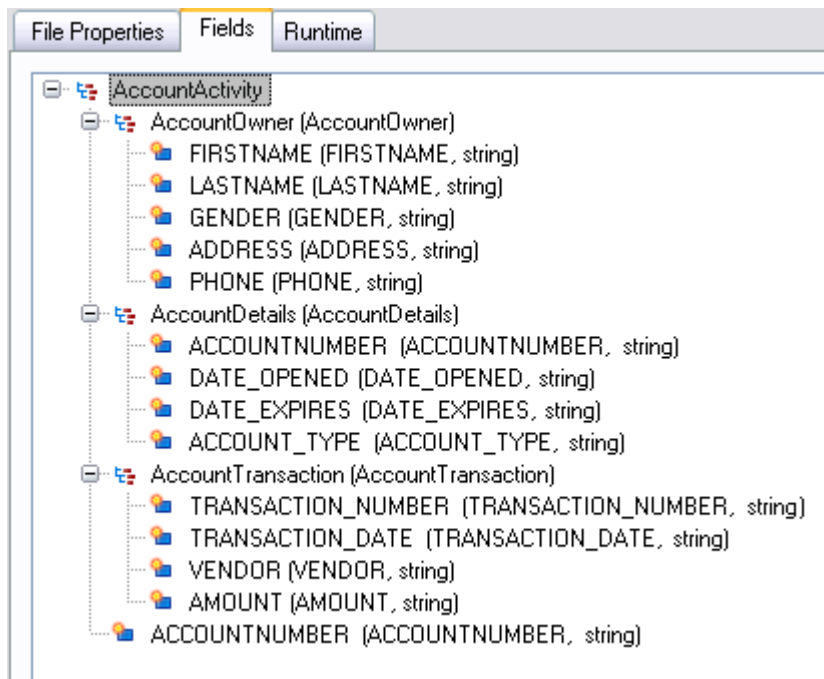 File Properties Fields Runtime
AccountActivity
AccountOwner (AccountOwner)
FIRSTNAME (FIRSTNAME, string)
LASTNAME (LASTNAME, string)
GENDER (GENDER, string)
ADDRESS (ADDRESS, string)
PHONE (PHONE, string)
AccountDetails (AccountDetails)
ACCOUNTNUMBER (ACCOUNTNUMBER, string)
DATE_OPENED (DATE_OPENED, string)
DATE_EXPIRES (DATE_EXPIRES, string)
ACCOUNT_TYPE (ACCOUNT_TYPE, string)
AccountTransaction (AccountTransaction)
TRANSACTION_NUMBER (TRANSACTION_NUMBER, string)
TRANSACTION_DATE (TRANSACTION_DATE, string)
VENDOR (VENDOR, string)
AMOUNT (AMOUNT, string)
ACCOUNTNUMBER (ACCOUNTNUMBER, string)